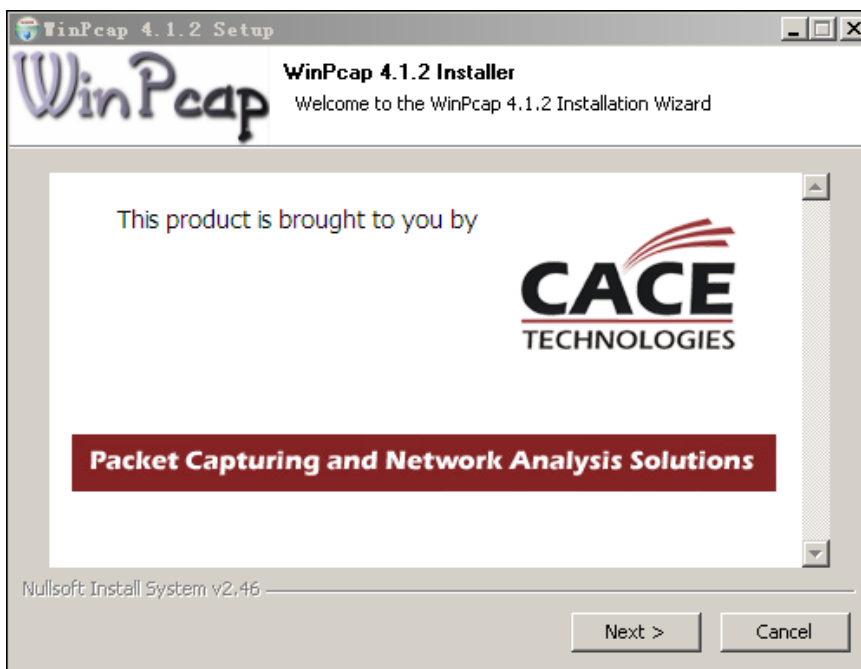 WinPcap 4.1.2 Setup
WinPcap
WinPcap 4.1.2 Installer
Welcome to the WinPcap 4.1.2 Installation Wizard
This product is brought to you by
CACE
TECHNOLOGIES
Packet Capturing and Network Analysis Solutions
Nullsoft Install System v2.46
Next >
Cancel